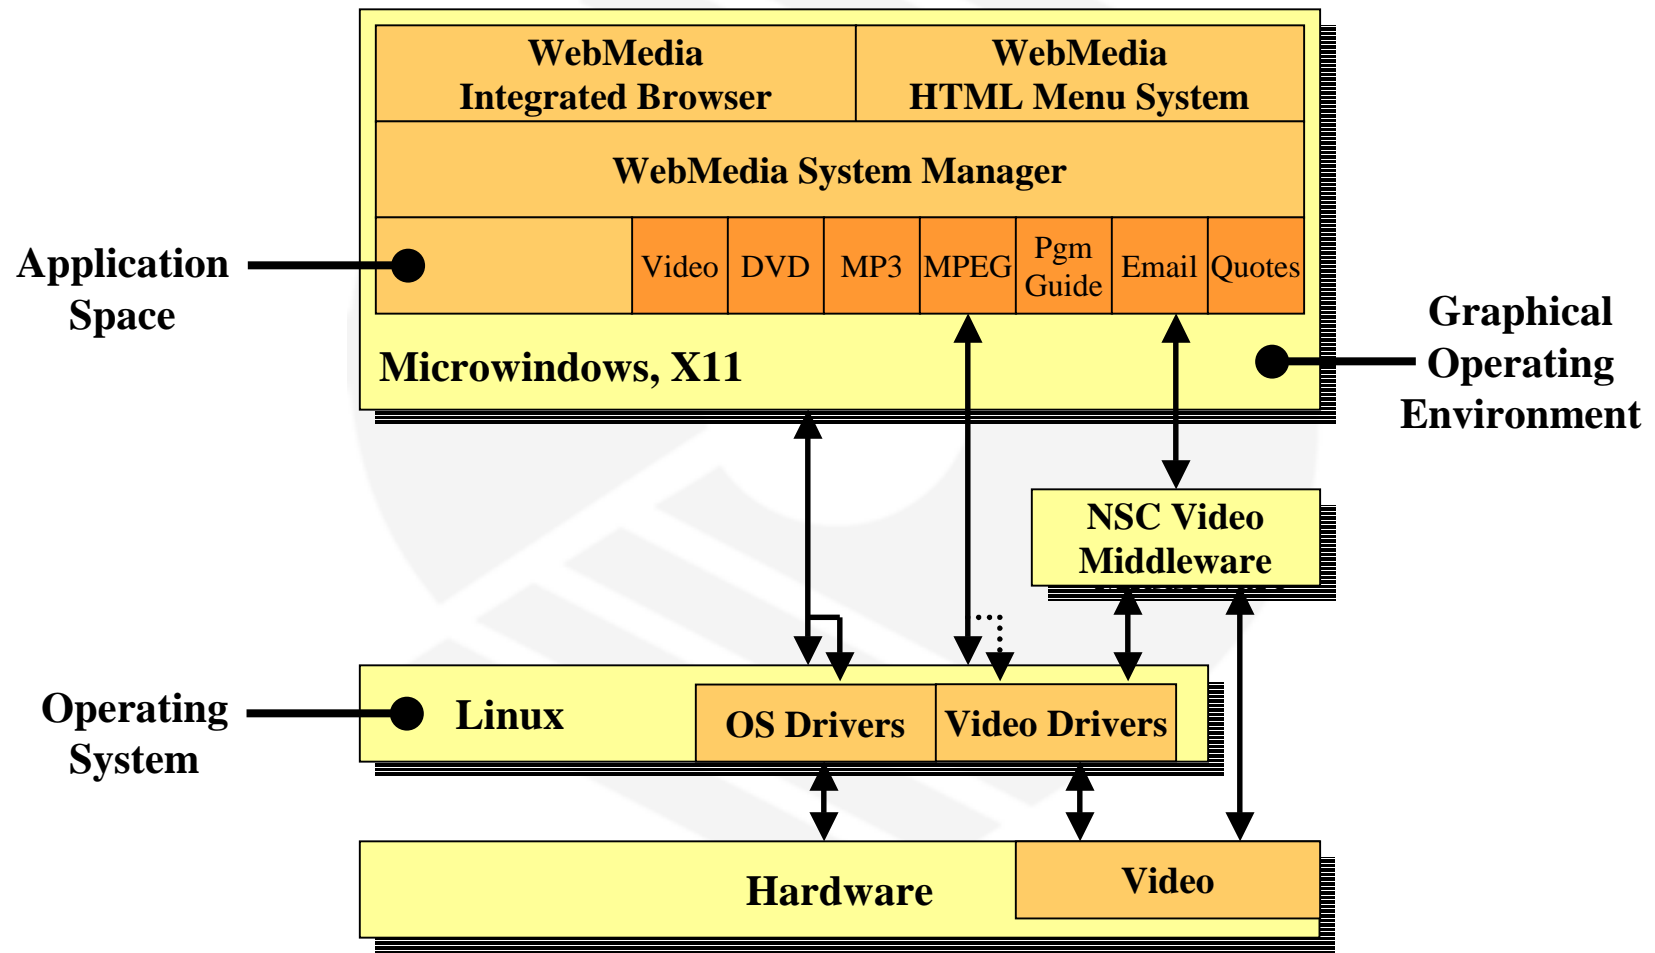 WebMedia
Integrated Browser
WebMedia
HTML Menu System
WebMedia System Manager
Application
Space
Video
DVD
MP3
MPEG
Pgm
Guide
Email
Quotes
Microwindows, X11
Graphical
Operating
Environment
NSC Video
Middleware
Operating
System
Linux
OS Drivers
Video Drivers
Hardware
Video